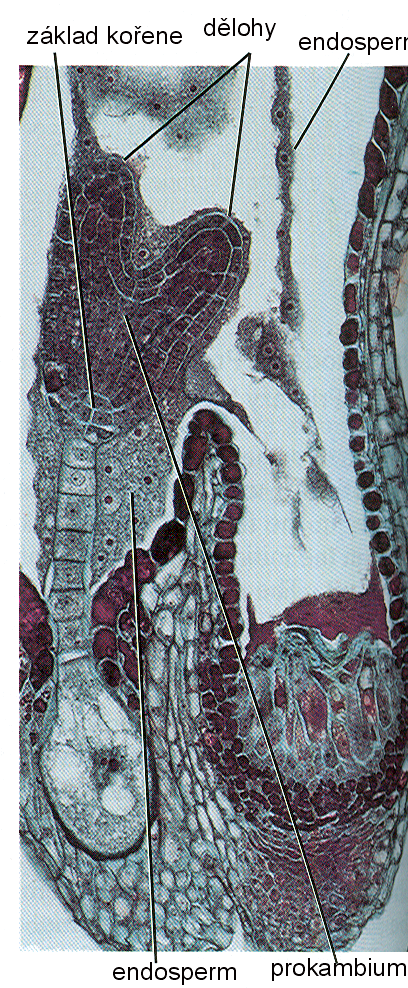 základ kořene
dělohy
endosperm
endosperm
prokambium